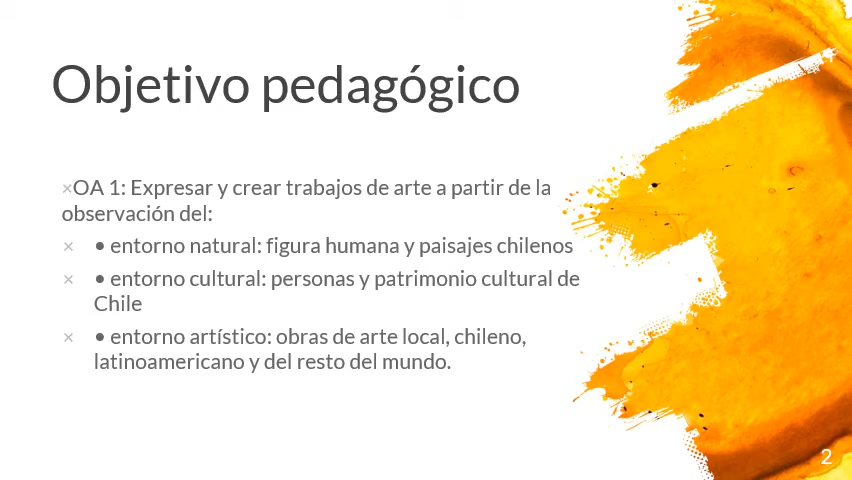 Objetivo pedagógico
×OA 1: Expresar y crear trabajos de arte a partir de la
observación del:
× • entorno natural: figura humana y paisajes chilenos
× • entorno cultural: personas y patrimonio cultural de
Chile
× • entorno artístico: obras de arte local, chileno,
latinoamericano y del resto del mundo.
2